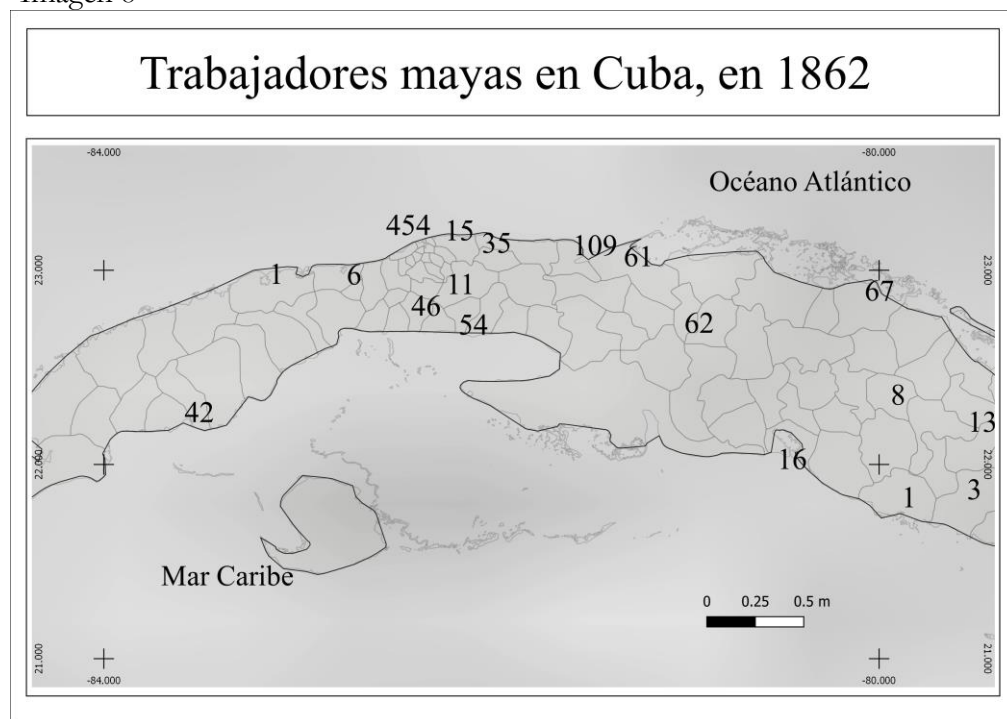 Imagen 6
Trabajadores mayas en Cuba, en 1862
-84.000 -80.000
Océano Atlántico
454 15 35 109 61
23.000 1 6 11 67 23.000
46 54 62
42 8 13
22.000 16 1 3 22.000
Mar Caribe
0 0.25 0.5 m
21.000 21.000
-84.000 -80.000